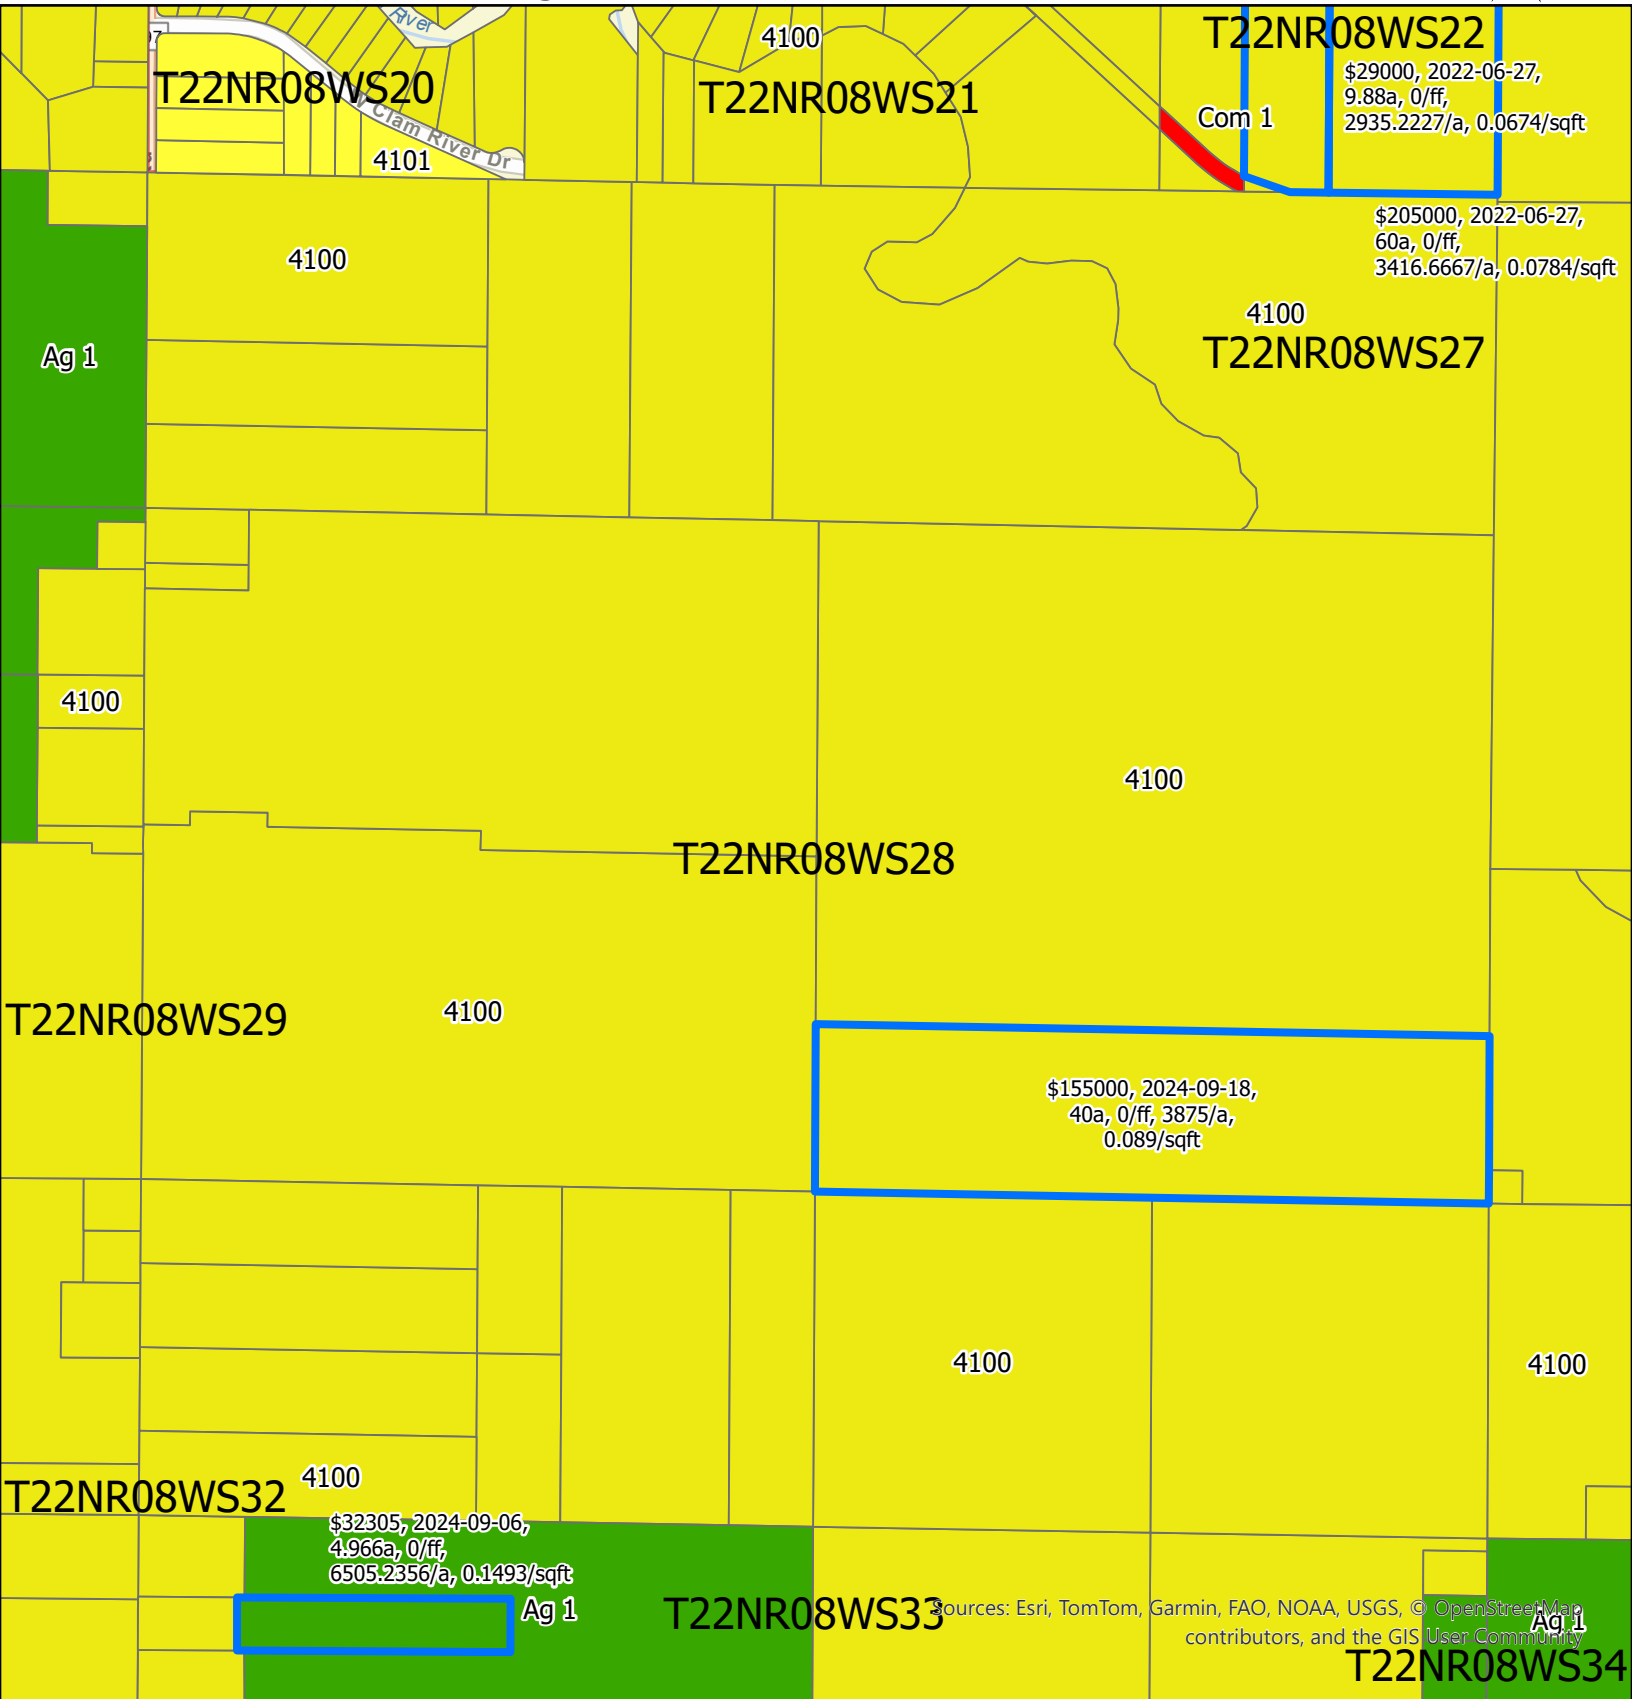 River
4100
T22NR08WS22
$29000, 2022-06-27,
9.88a, 0/ff,
2935.2227/a, 0.0674/sqft
T22NR08WS20
T22NR08WS21
Com 1
Clam River Dr
4101
$205000, 2022-06-27,
60a, 0/ff,
3416.6667/a, 0.0784/sqft
4100
4100
T22NR08WS27
Ag 1
4100
4100
T22NR08WS28
4100
T22NR08WS29
$155000, 2024-09-18,
40a, 0/ff, 3875/a,
0.089/sqft
4100
4100
4100
T22NR08WS32
$32305, 2024-09-06,
4.966a, 0/ff,
6505.2356/a, 0.1493/sqft
Ag 1
T22NR08WS33
Sources: Esri, TomTom, Garmin, FAO, NOAA, USGS, © OpenStreetMap
contributors, and the GIS User Community
Ag 1
T22NR08WS34